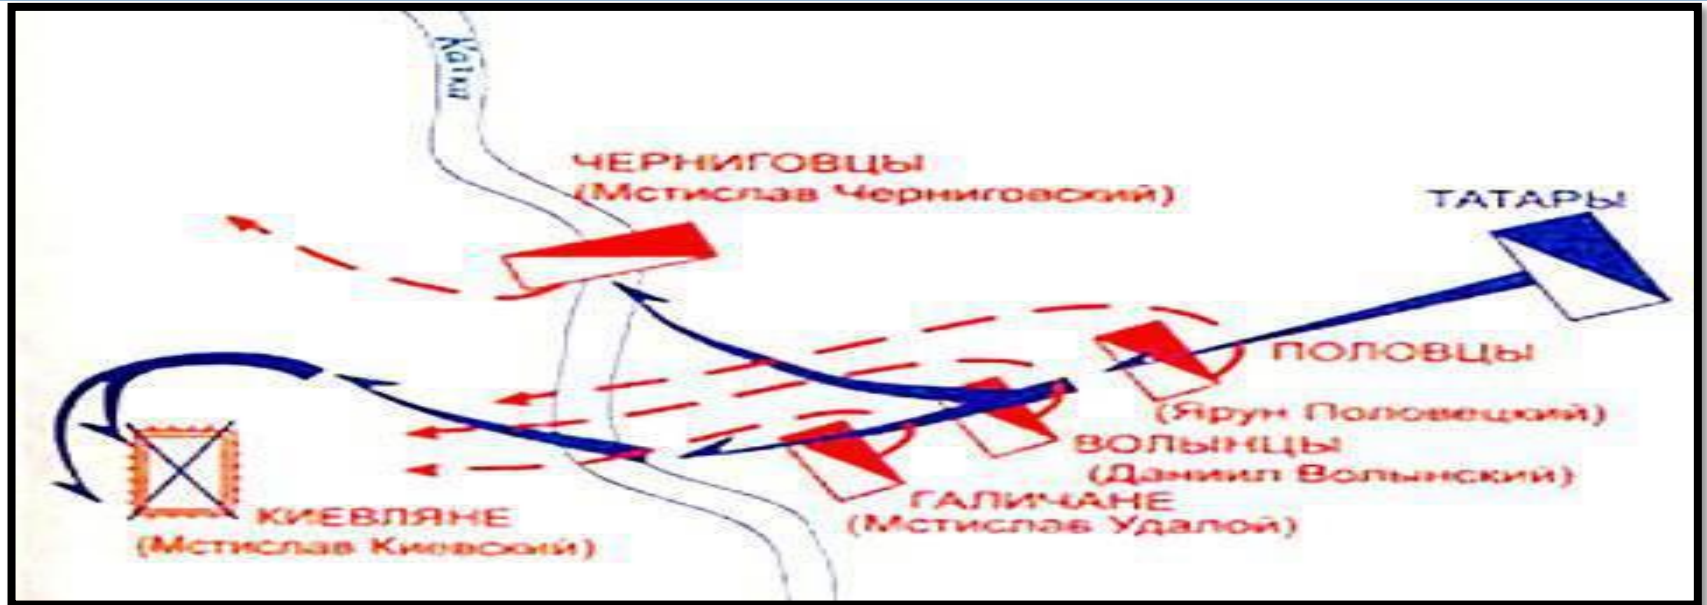 Калка
ЧЕРНИГОВЦЫ
(Мстислав Черниговский)
ТАТАРЫ
ПОЛОВЦЫ
(Ярун Половецкий)
ВОЛЫНЦЫ
(Даниил Волынский)
ГАЛИЧАНЕ
(Мстислав Удалой)
КИЕВЛЯНЕ
(Мстислав Киевский)